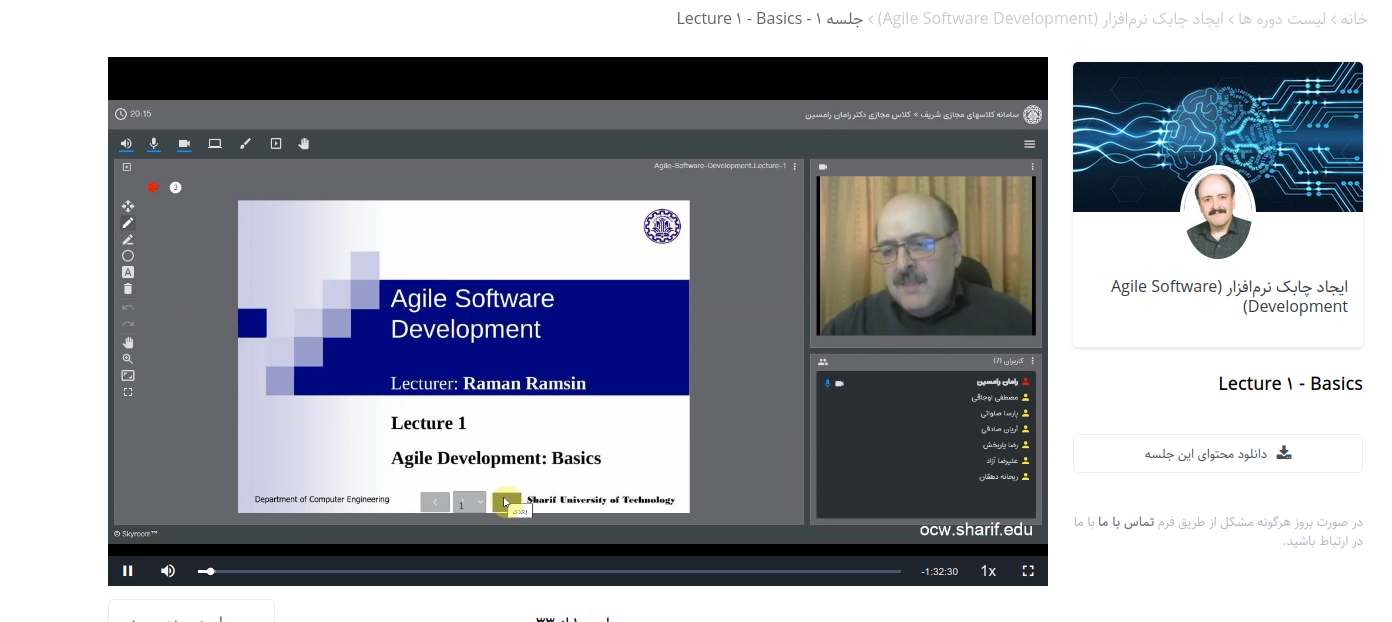 خانه › لیست دوره ها › ایجاد چابک نرم‌افزار (Agile Software Development) › جلسه ۱ - Lecture ۱ - Basics
20:15
سامانه کلاسهای مجازی شریف » کلاس مجازی دکتر رامان رامسین
Agile-Software-Development.Lecture-1
3
Agile Software
Development
Lecturer: Raman Ramsin
Lecture 1
Agile Development: Basics
Department of Computer Engineering
1
بعدی
Sharif University of Technology
کاربران (7)
رامان رامسین
مصطفی اوجاقی
پارسا صلواتی
آریان صادقی
رضا یاربخش
علیرضا آزاد
ریحانه دهقان
© Skyroom™
ocw.sharif.edu
-1:32:30
1x
ایجاد چابک نرم‌افزار (Agile Software Development)
Lecture ۱ - Basics
دانلود محتوای این جلسه
در صورت بروز هرگونه مشکل از طریق فرم تماس با ما با ما
در ارتباط باشید.